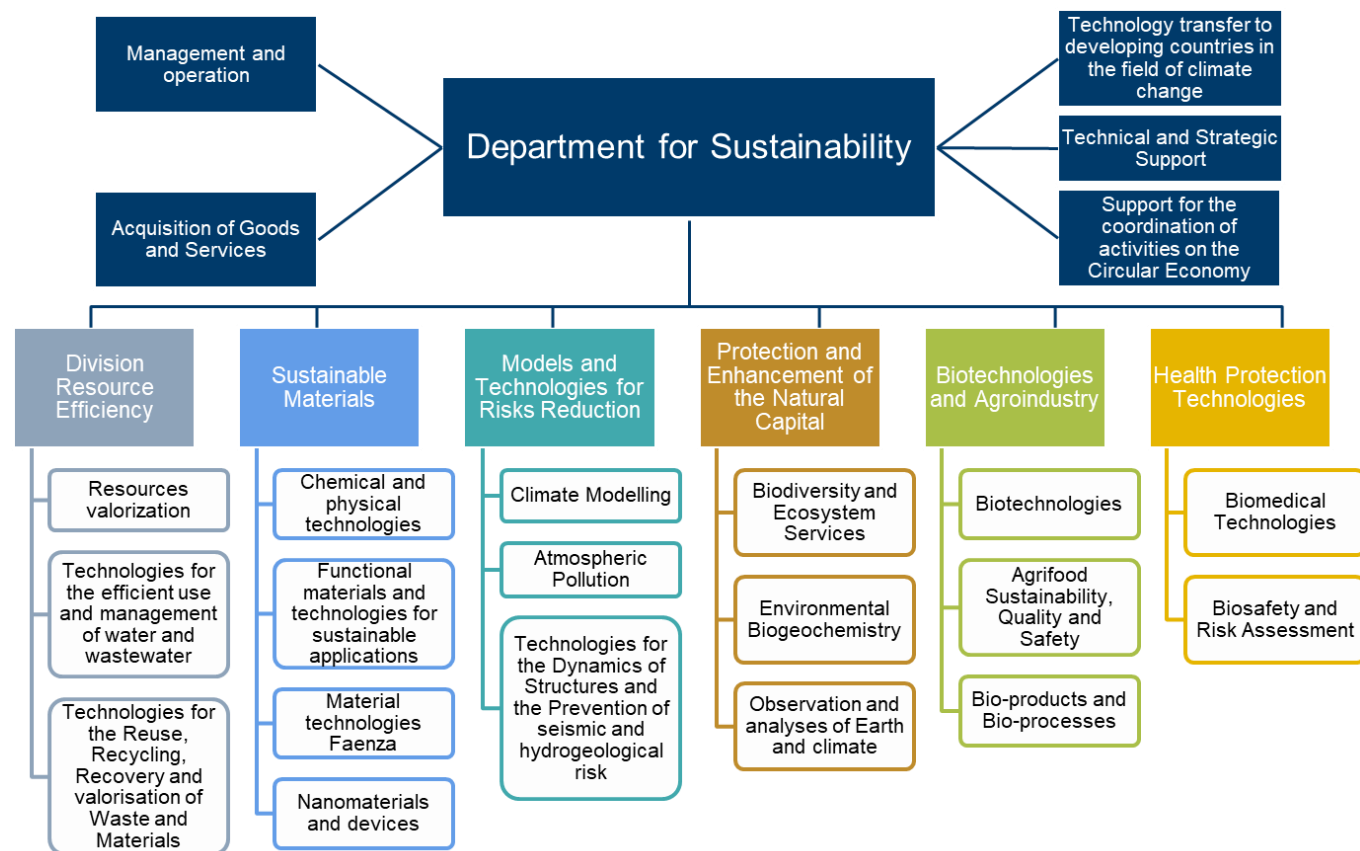 Management and
operation
Technology transfer to
developing countries in
the field of climate
change
Department for Sustainability
Technical and Strategic
Support
Acquisition of Goods
and Services
Support for the
coordination of
activities on the
Circular Economy
Division
Resource
Efficiency
Resources
valorization
Technologies for
the efficient use
and management
of water and
wastewater
Technologies for
the Reuse,
Recycling,
Recovery and
valorisation of
Waste and
Materials
Sustainable
Materials
Chemical and
physical
technologies
Functional
materials and
technologies for
sustainable
applications
Material
technologies
Faenza
Nanomaterials
and devices
Models and
Technologies for
Risks Reduction
Climate Modelling
Atmospheric
Pollution
Technologies for
the Dynamics of
Structures and
the Prevention of
seismic and
hydrogeological
risk
Protection and
Enhancement of
the Natural
Capital
Biodiversity and
Ecosystem
Services
Environmental
Biogeochemistry
Observation and
analyses of Earth
and climate
Biotechnologies
and Agroindustry
Biotechnologies
Agrifood
Sustainability,
Quality and
Safety
Bio-products and
Bio-processes
Health Protection
Technologies
Biomedical
Technologies
Biosafety and
Risk Assessment